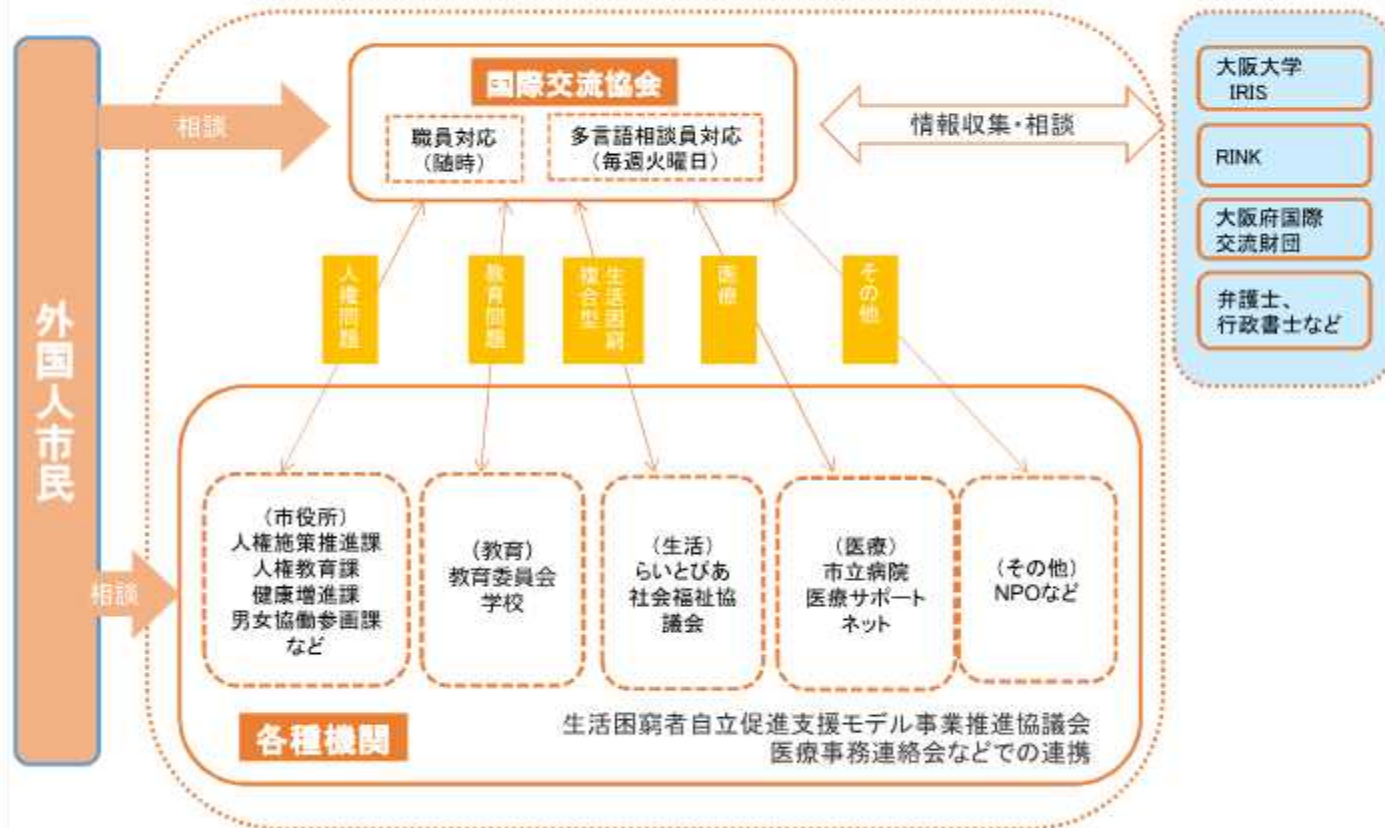 外国人市民
相談
相談
国際交流協会
職員対応
（随時）
多言語相談員対応
（毎週火曜日）
情報収集・相談
大阪大学
IRIS
RINK
大阪府国際
交流財団
弁護士、
行政書士など
人権問題
教育問題
生活困窮
複合型
医療
その他
（市役所）
人権施策推進課
人権教育課
健康増進課
男女協働参画課
など
（教育）
教育委員会
学校
（生活）
らいとぴあ
社会福祉協
議会
（医療）
市立病院
医療サポート
ネット
（その他）
NPOなど
各種機関
生活困窮者自立促進支援モデル事業推進協議会
医療事務連絡会などでの連携